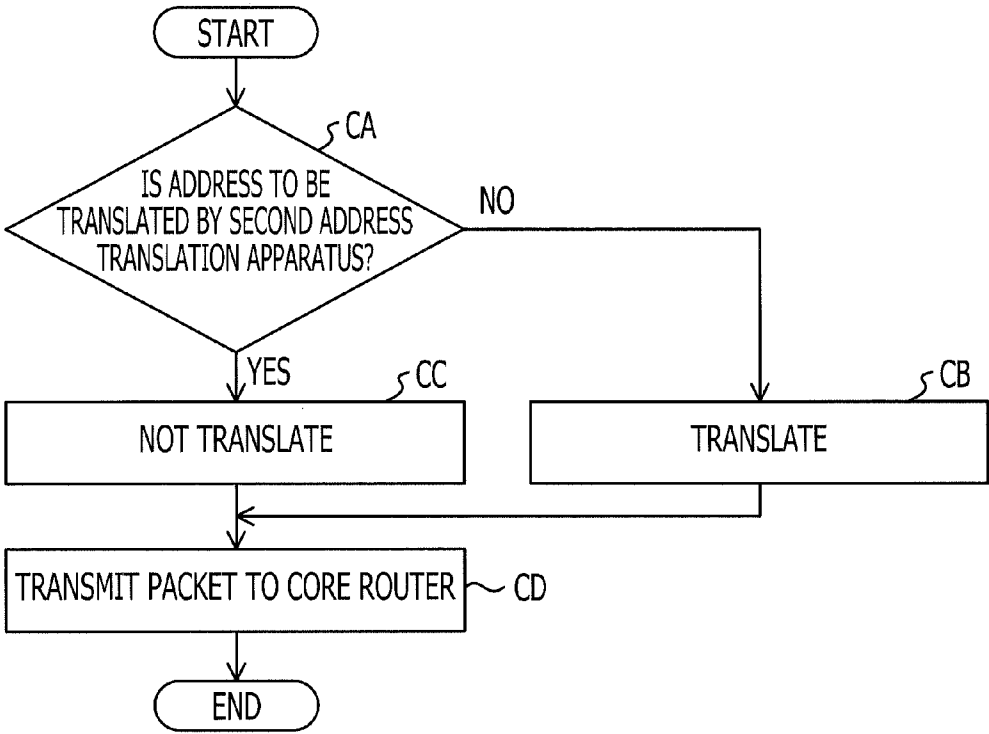 START
CA
IS ADDRESS TO BE
TRANSLATED BY SECOND ADDRESS
TRANSLATION APPARATUS?
NO
YES
CC
CB
NOT TRANSLATE
TRANSLATE
TRANSMIT PACKET TO CORE ROUTER
CD
END